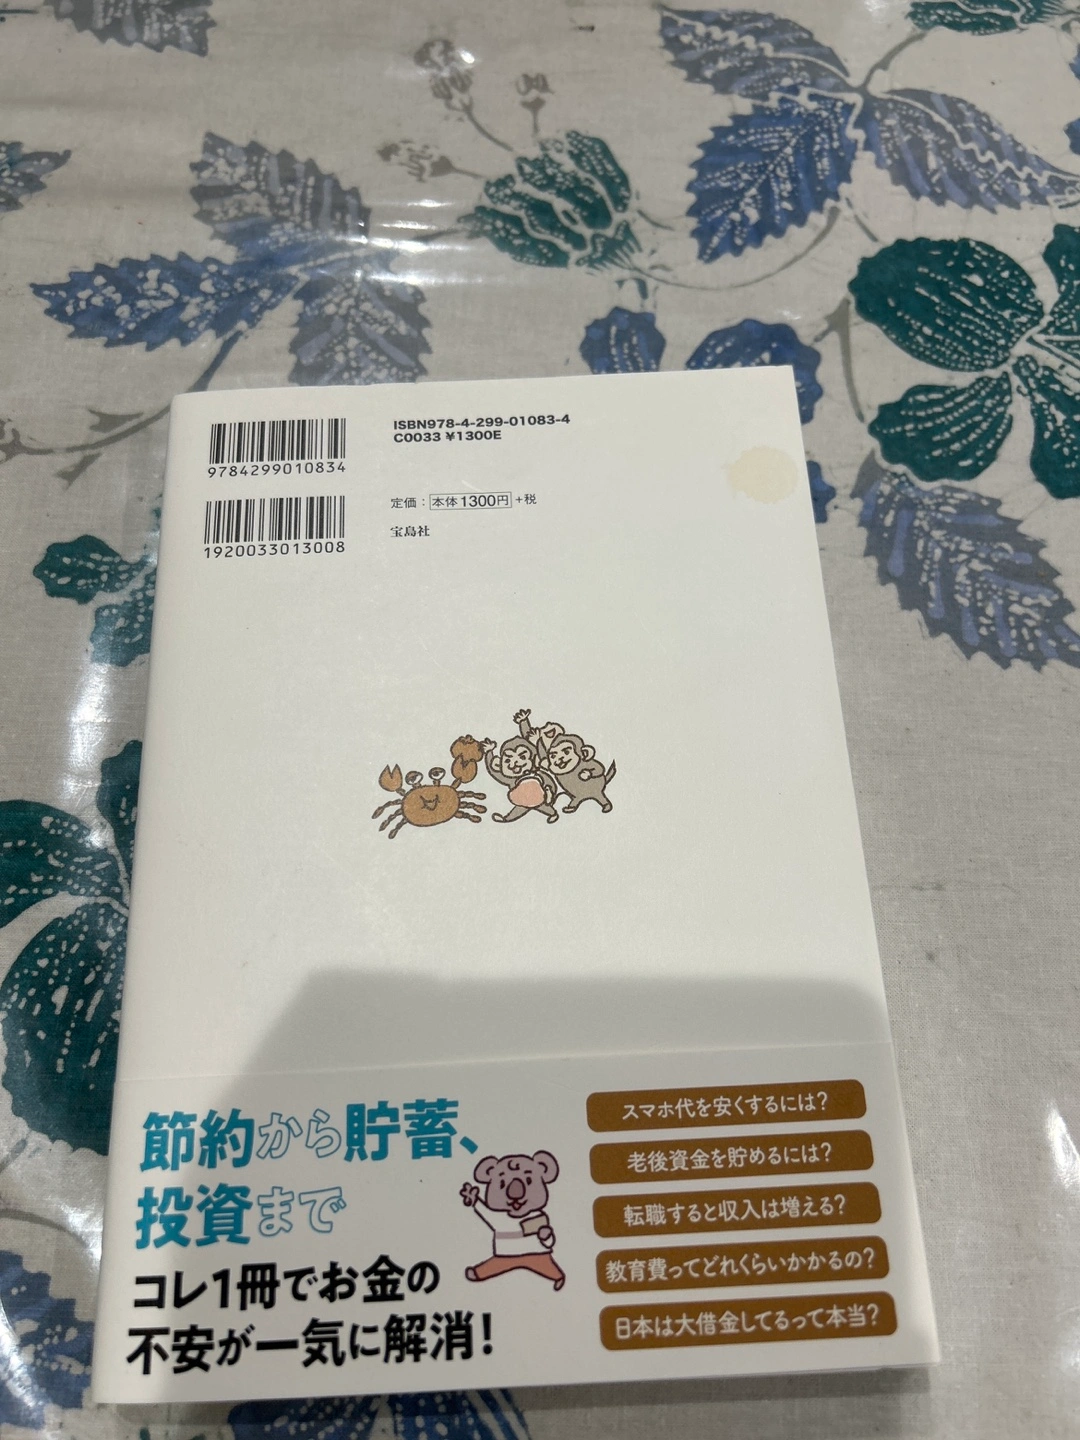 ISBN978-4-299-01083-4
C0033 ¥1300E
9784299010834
定価：本体1300円+税
宝島社
1920033013008
節約から貯蓄、
投資まで
コレ1冊でお金の
不安が一気に解消！
スマホ代を安くするには？
老後資金を貯めるには？
転職すると収入は増える？
教育費ってどれくらいかかるの？
日本は大借金してるって本当？